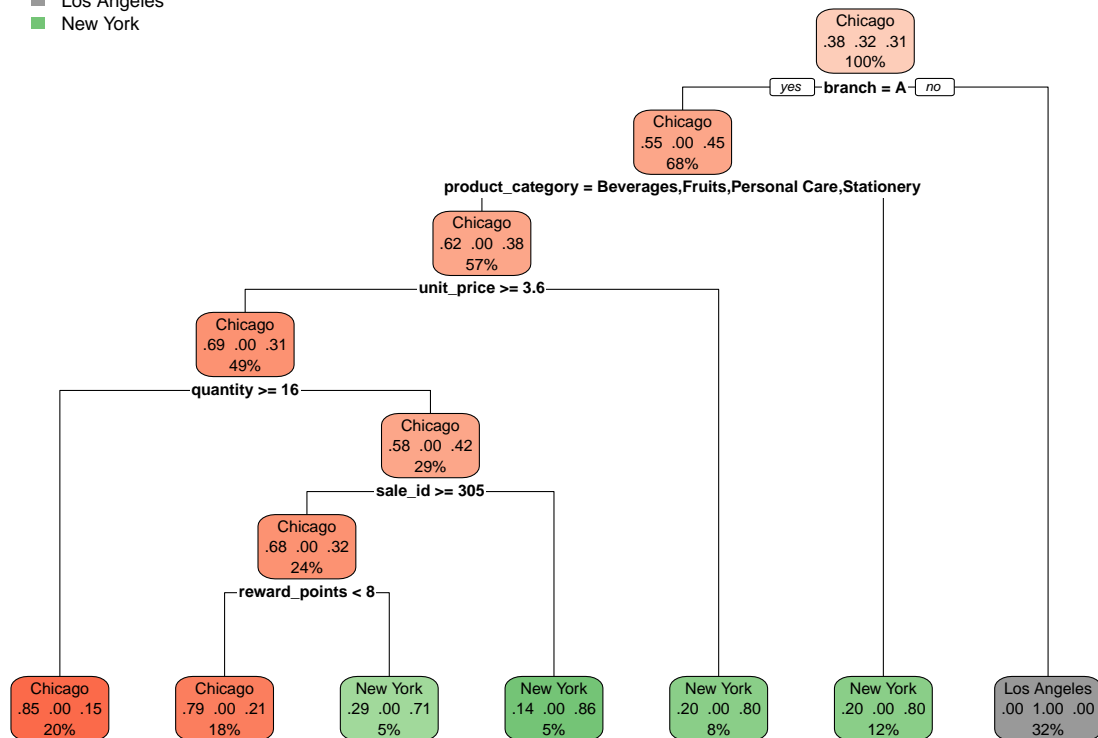 Los Angeles
New York
Chicago
.38 .32 .31
100%
yes branch = A no
Chicago
.55 .00 .45
68%
product_category = Beverages,Fruits,Personal Care,Stationery
Chicago
.62 .00 .38
57%
unit_price >= 3.6
Chicago
.69 .00 .31
49%
quantity >= 16
Chicago
.58 .00 .42
29%
sale_id >= 305
Chicago
.68 .00 .32
24%
reward_points < 8
Chicago
.85 .00 .15
20%
Chicago
.79 .00 .21
18%
New York
.29 .00 .71
5%
New York
.14 .00 .86
5%
New York
.20 .00 .80
8%
New York
.20 .00 .80
12%
Los Angeles
.00 1.00 .00
32%